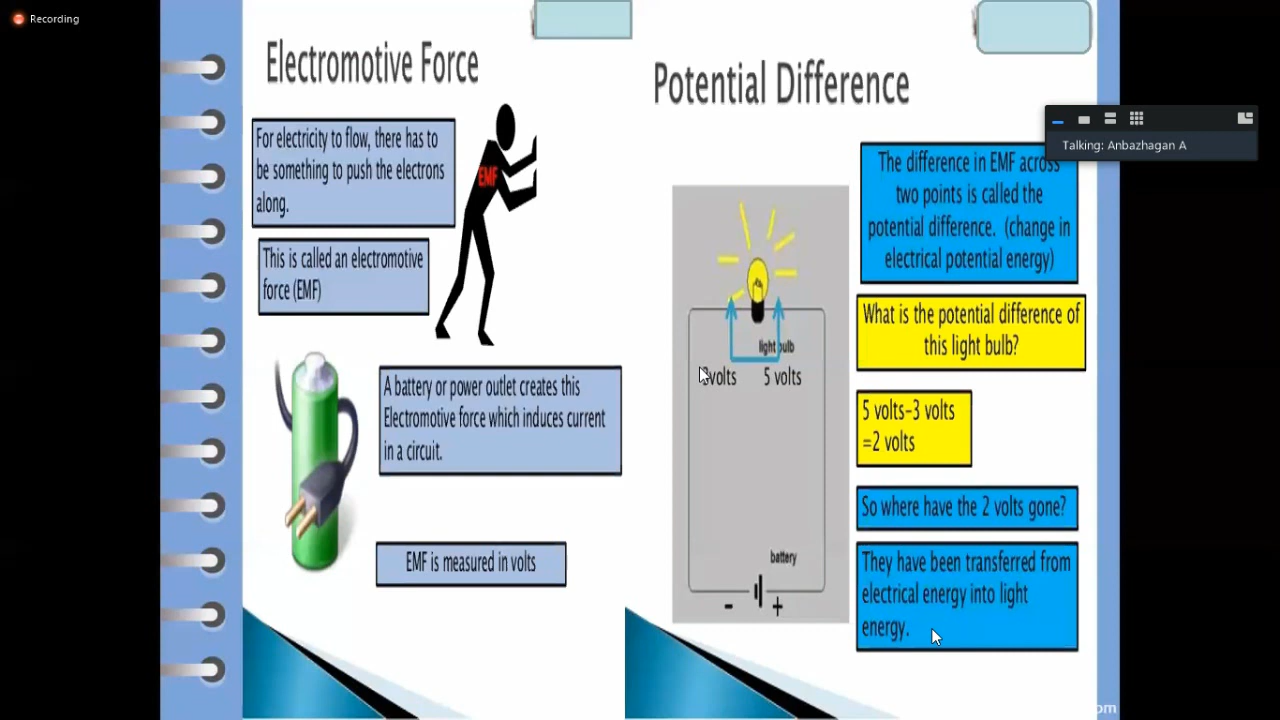 Recording
Electromotive Force
For electricity to flow, there has to
be something to push the electrons
along.
EMF
This is called an electromotive
force (EMF)
A battery or power outlet creates this
Electromotive force which induces current
in a circuit.
EMF is measured in volts
Potential Difference
Talking: Anbazhagan A
The difference in EMF across
two points is called the
potential difference. (change in
electrical potential energy)
What is the potential difference of
this light bulb?
light bulb
volts 5 volts
5 volts-3 volts
=2 volts
So where have the 2 volts gone?
They have been transferred from
electrical energy into light
energy.
battery
- +
om